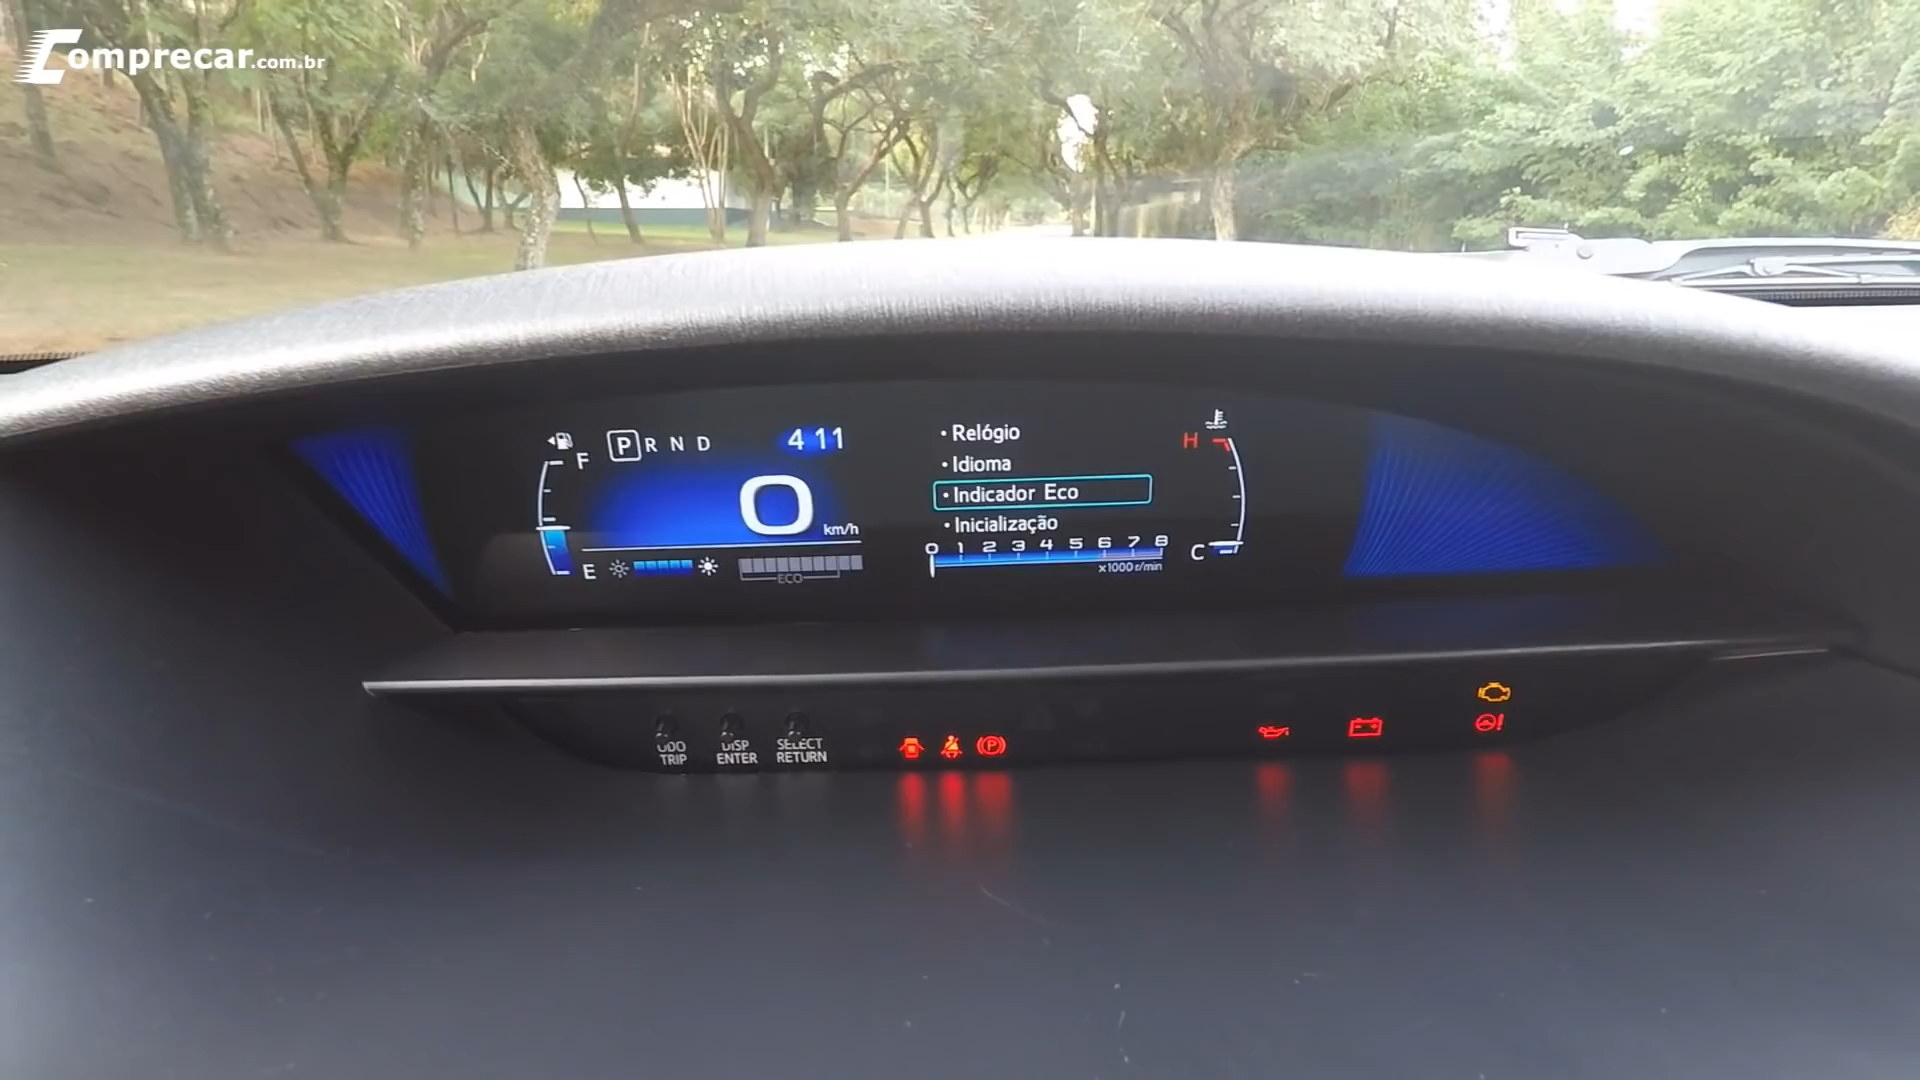 Comprecar.com.br
F
P R N D
4 11
0
km/h
E
ECO
• Relógio
• Idioma
• Indicador Eco
• Inicialização
0 1 2 3 4 5 6 7 8
x1000 r/min
H
C
ODO
TRIP
DISP
ENTER
SELECT
RETURN
P